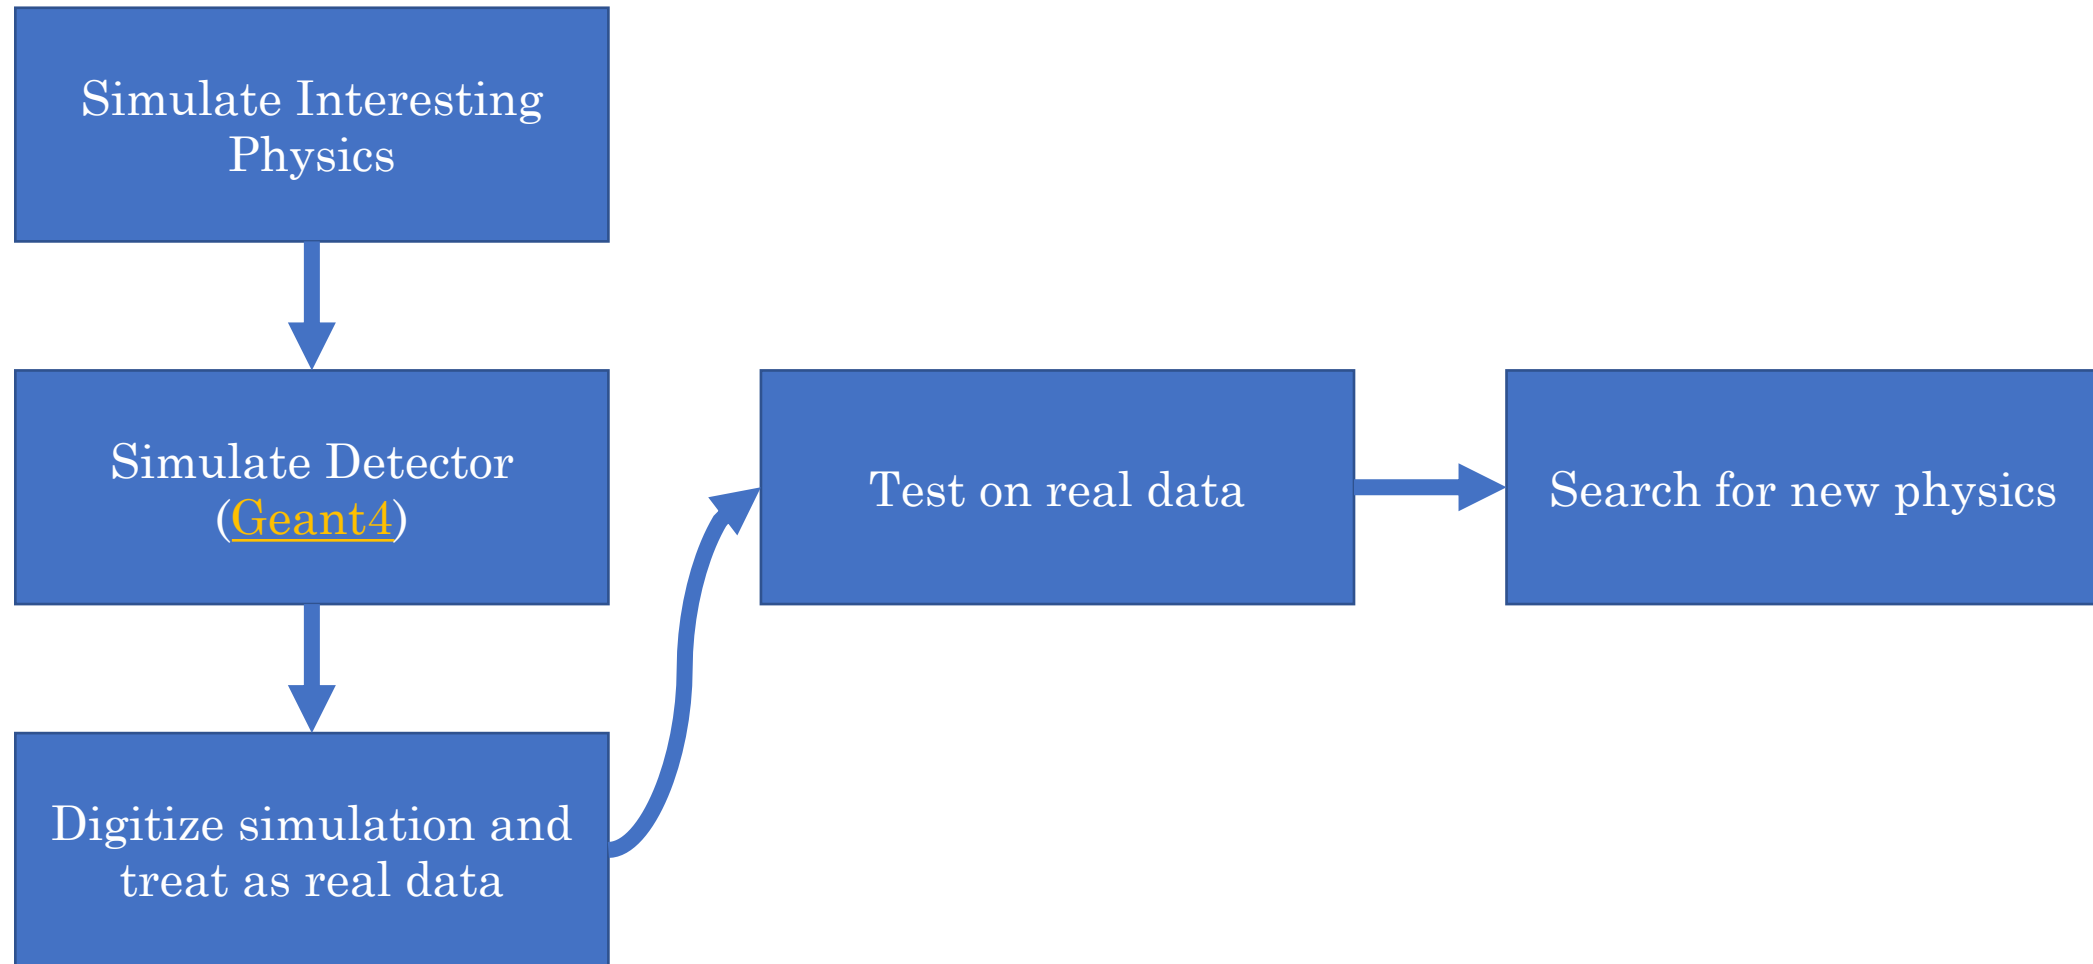 Simulate Interesting
Physics
Simulate Detector
(Geant4)
Digitize simulation and
treat as real data
Test on real data
Search for new physics